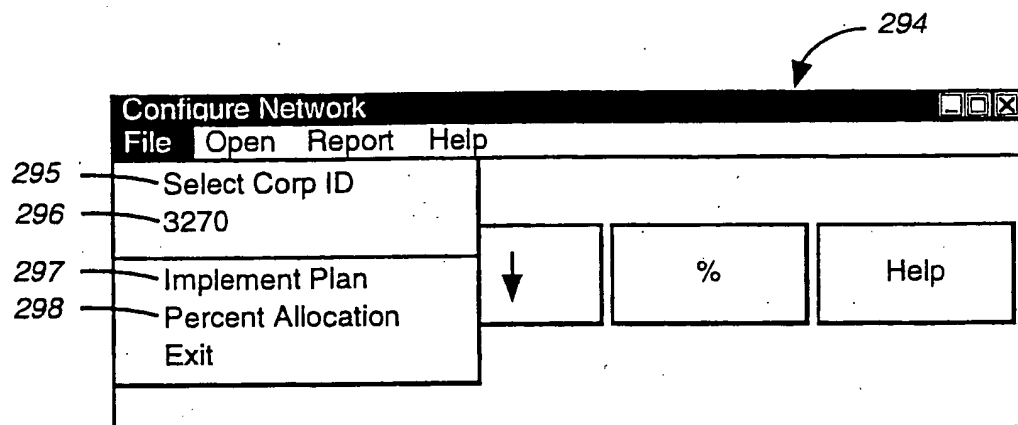 294
Configure Network
File Open Report Help
295 Select Corp ID
296 3270
297 Implement Plan
298 Percent Allocation
Exit
% Help